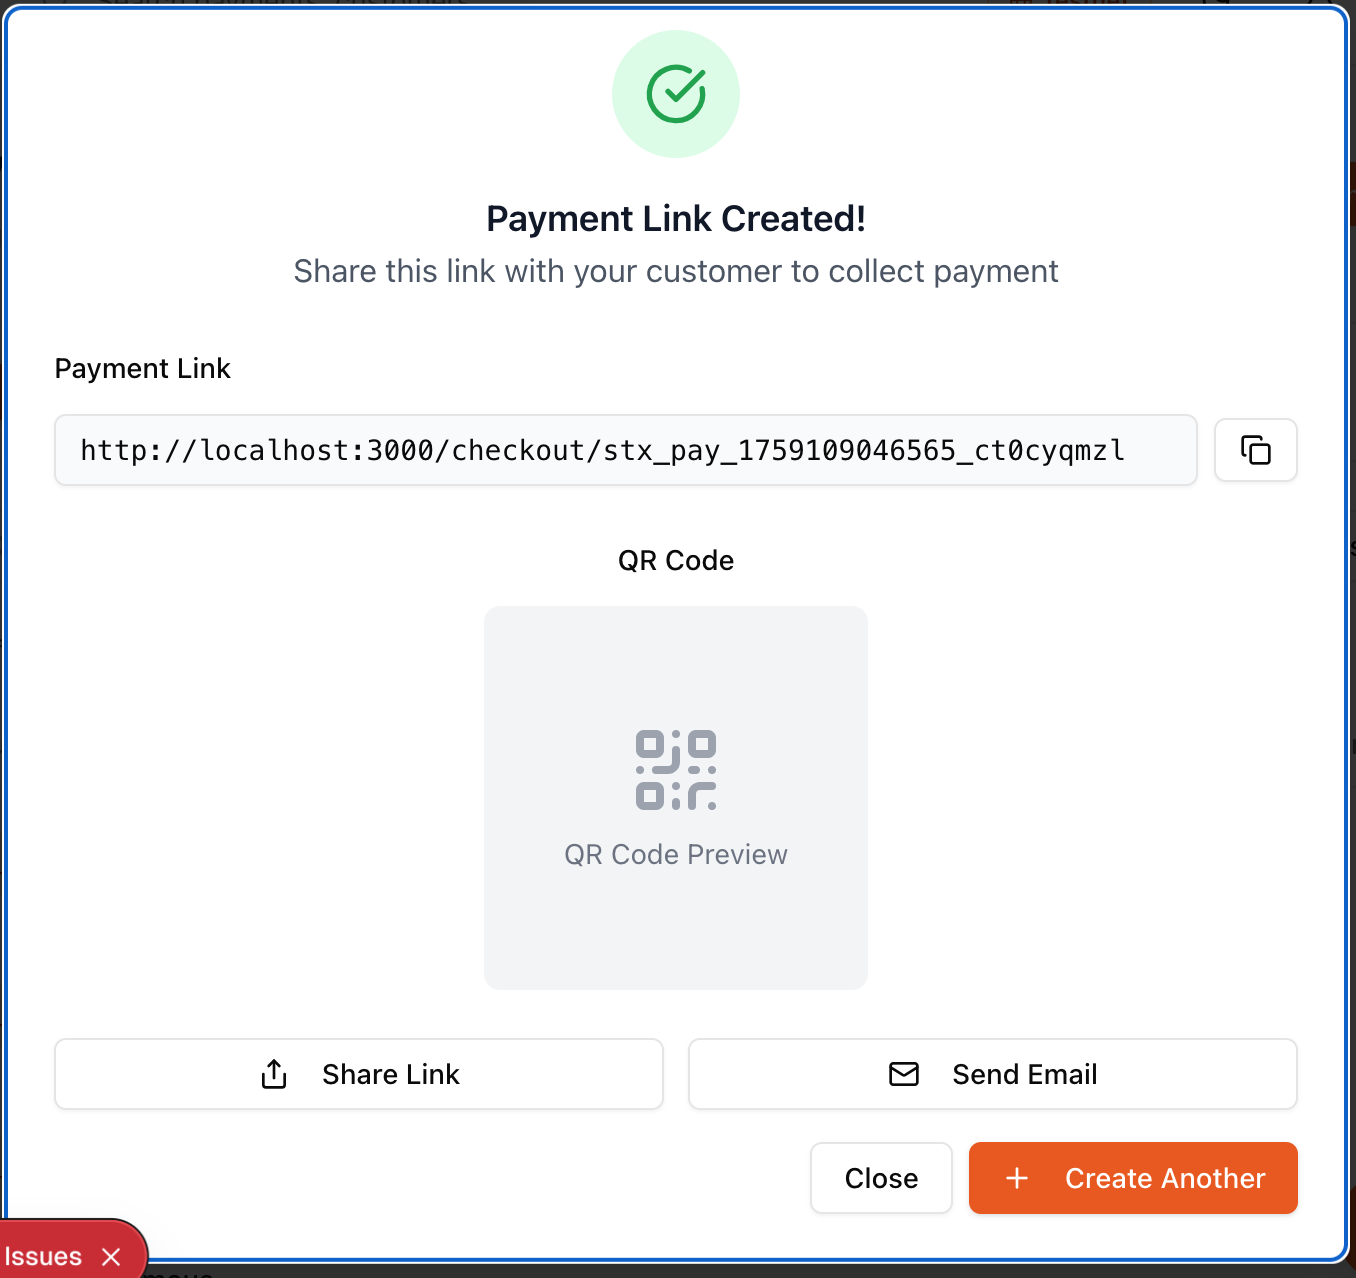 Payment Link Created!
Share this link with your customer to collect payment
Payment Link
http://localhost:3000/checkout/stx_pay_1759109046565_ct0cyqmzl
QR Code
QR Code Preview
Share Link
Send Email
Close
+ Create Another
Issues